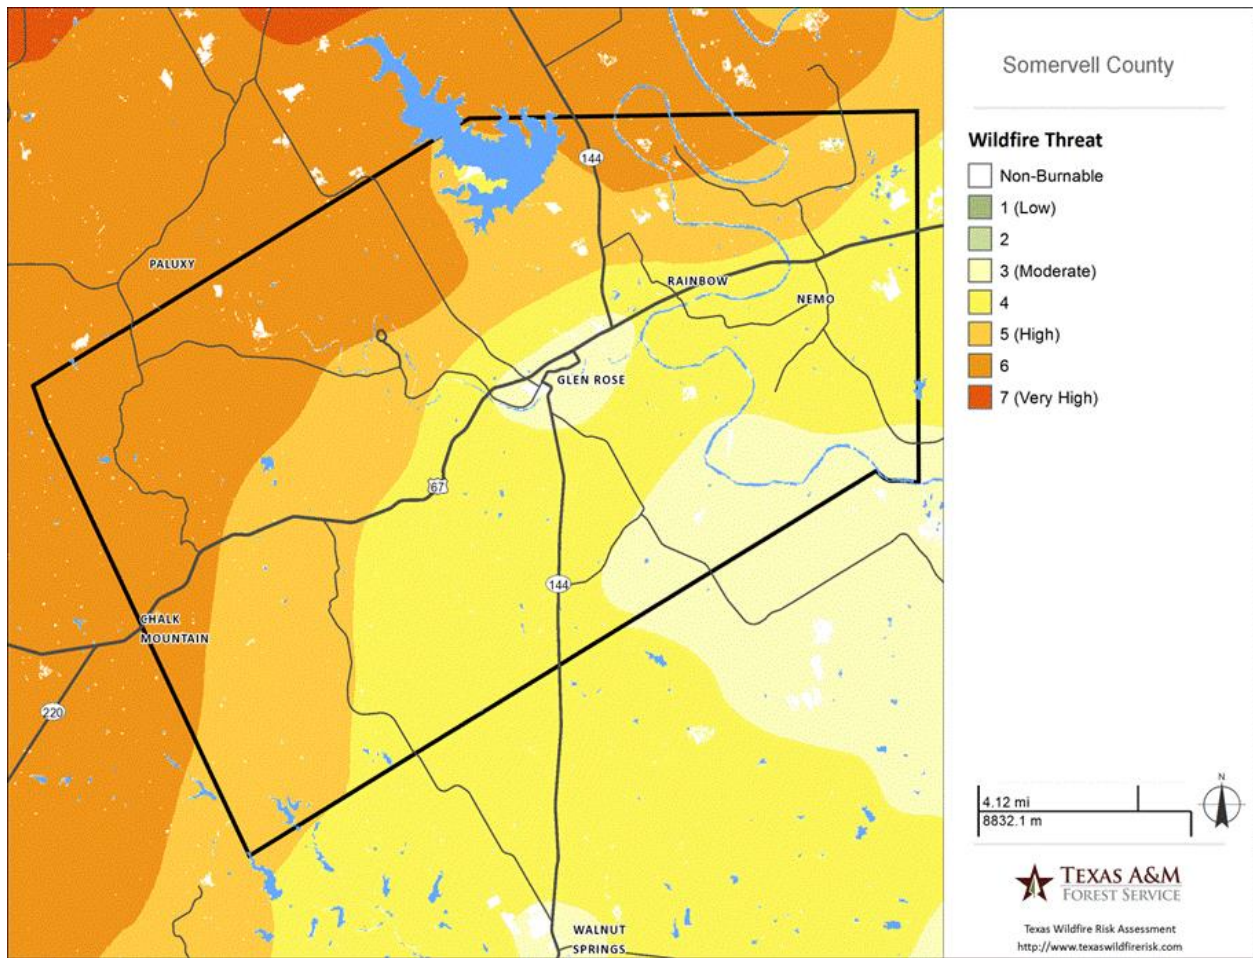 Somervell County
Wildfire Threat
Non-Burnable
1 (Low)
2
3 (Moderate)
4
5 (High)
6
7 (Very High)
144
PALUXY
RAINBOW
NEMO
GLEN ROSE
67
144
CHALK
MOUNTAIN
220
WALNUT
SPRINGS
N
4.12 mi
8832.1 m
TEXAS A&M
FOREST SERVICE
Texas Wildfire Risk Assessment
http://www.texaswildfirerisk.com